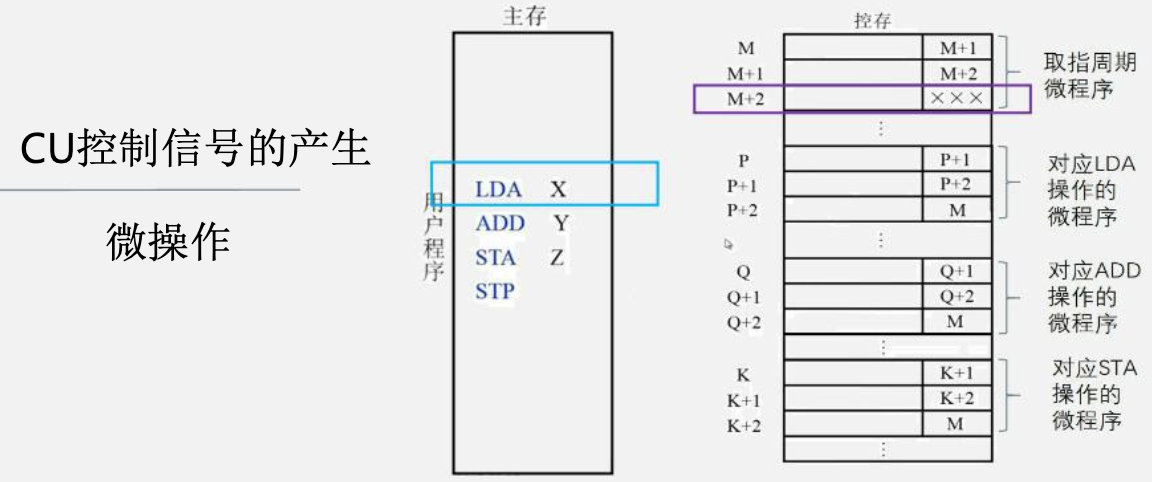 CU控制信号的产生
微操作
主存
用户程序
LDA X
ADD Y
STA Z
STP
控存
M M+1
M+1 M+2
M+2 ×××
⋮
P P+1
P+1 P+2
P+2 M
⋮
Q Q+1
Q+1 Q+2
Q+2 M
⋮
K K+1
K+1 K+2
K+2 M
⋮
取指周期
微程序
对应LDA
操作的
微程序
对应ADD
操作的
微程序
对应STA
操作的
微程序